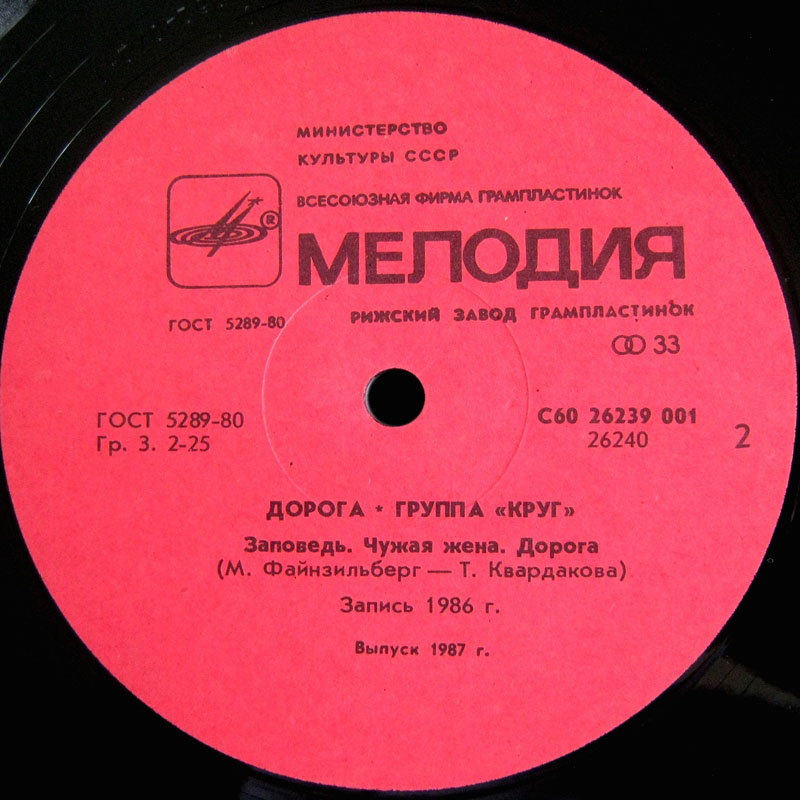 МИНИСТЕРСТВО
КУЛЬТУРЫ СССР
ВСЕСОЮЗНАЯ ФИРМА ГРАМПЛАСТИНОК
®
МЕЛОДИЯ
ГОСТ 5289-80
РИЖСКИЙ ЗАВОД ГРАМПЛАСТИНОК
33
ГОСТ 5289-80
Гр. 3. 2-25
С60 26239 001
26240
2
ДОРОГА * ГРУППА «КРУГ»
Заповедь. Чужая жена. Дорога
(М. Файнзильберг — Т. Квардакова)
Запись 1986 г.
Выпуск 1987 г.